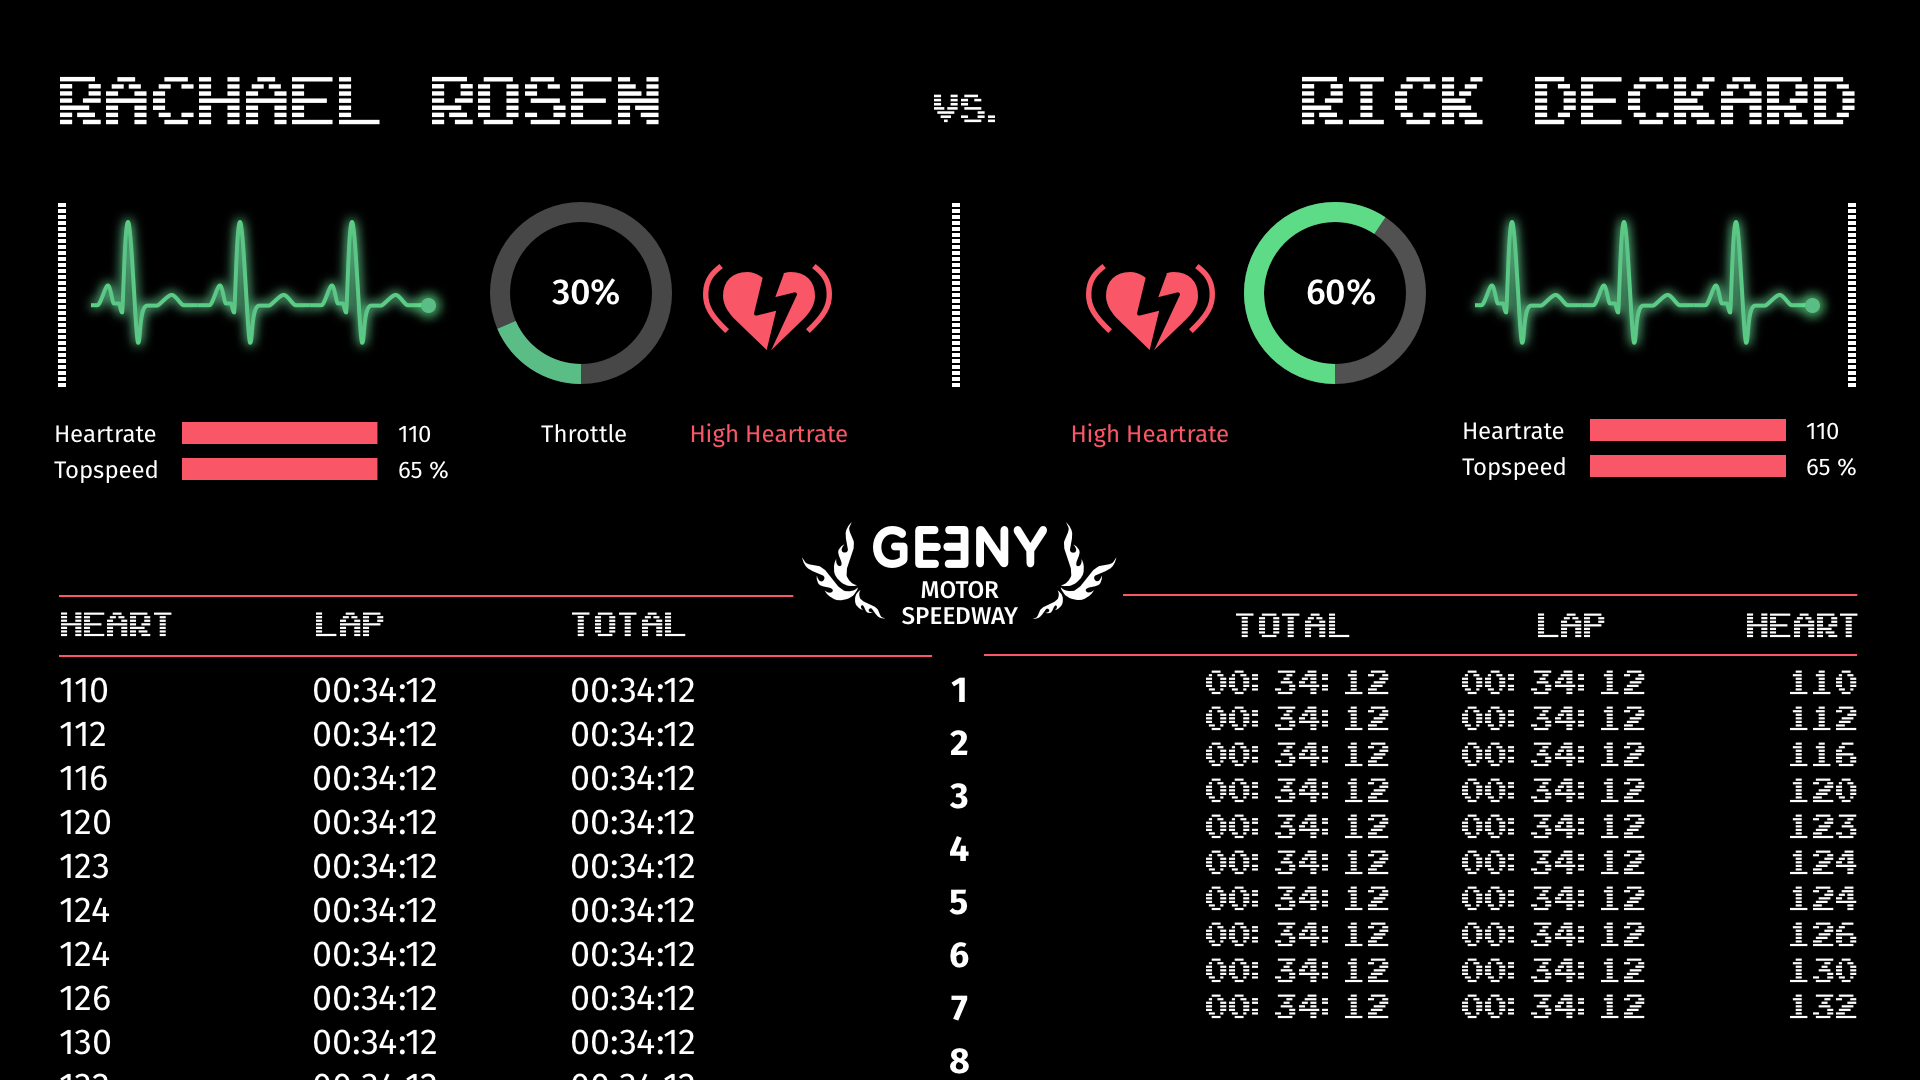 RACHAEL ROSEN vs. RICK DECKARD
30% 60%
Heartrate 110 Throttle High Heartrate High Heartrate Heartrate 110
Topspeed 65 % Topspeed 65 %
GEENY
MOTOR
SPEEDWAY
HEART LAP TOTAL TOTAL LAP HEART
110 00:34:12 00:34:12 1 00:34:12 00:34:12 110
112 00:34:12 00:34:12 2 00:34:12 00:34:12 112
116 00:34:12 00:34:12 3 00:34:12 00:34:12 116
120 00:34:12 00:34:12 4 00:34:12 00:34:12 120
123 00:34:12 00:34:12 5 00:34:12 00:34:12 123
124 00:34:12 00:34:12 6 00:34:12 00:34:12 124
124 00:34:12 00:34:12 7 00:34:12 00:34:12 124
126 00:34:12 00:34:12 8 00:34:12 00:34:12 126
130 00:34:12 00:34:12 00:34:12 00:34:12 130
00:34:12 00:34:12 132